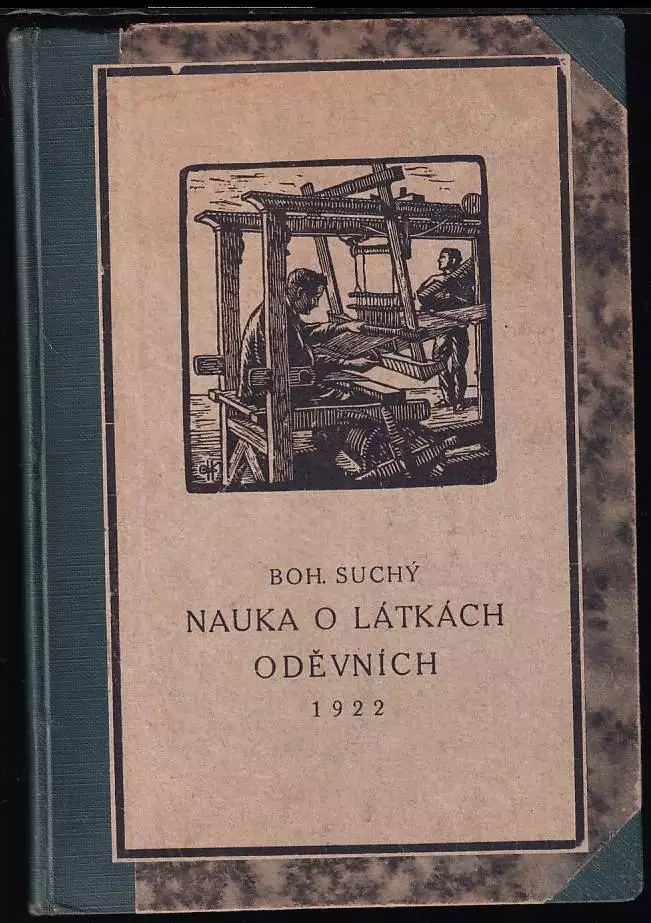 BOH. SUCHÝ
NAUKA O LÁTKÁCH
ODĚVNÍCH
1922